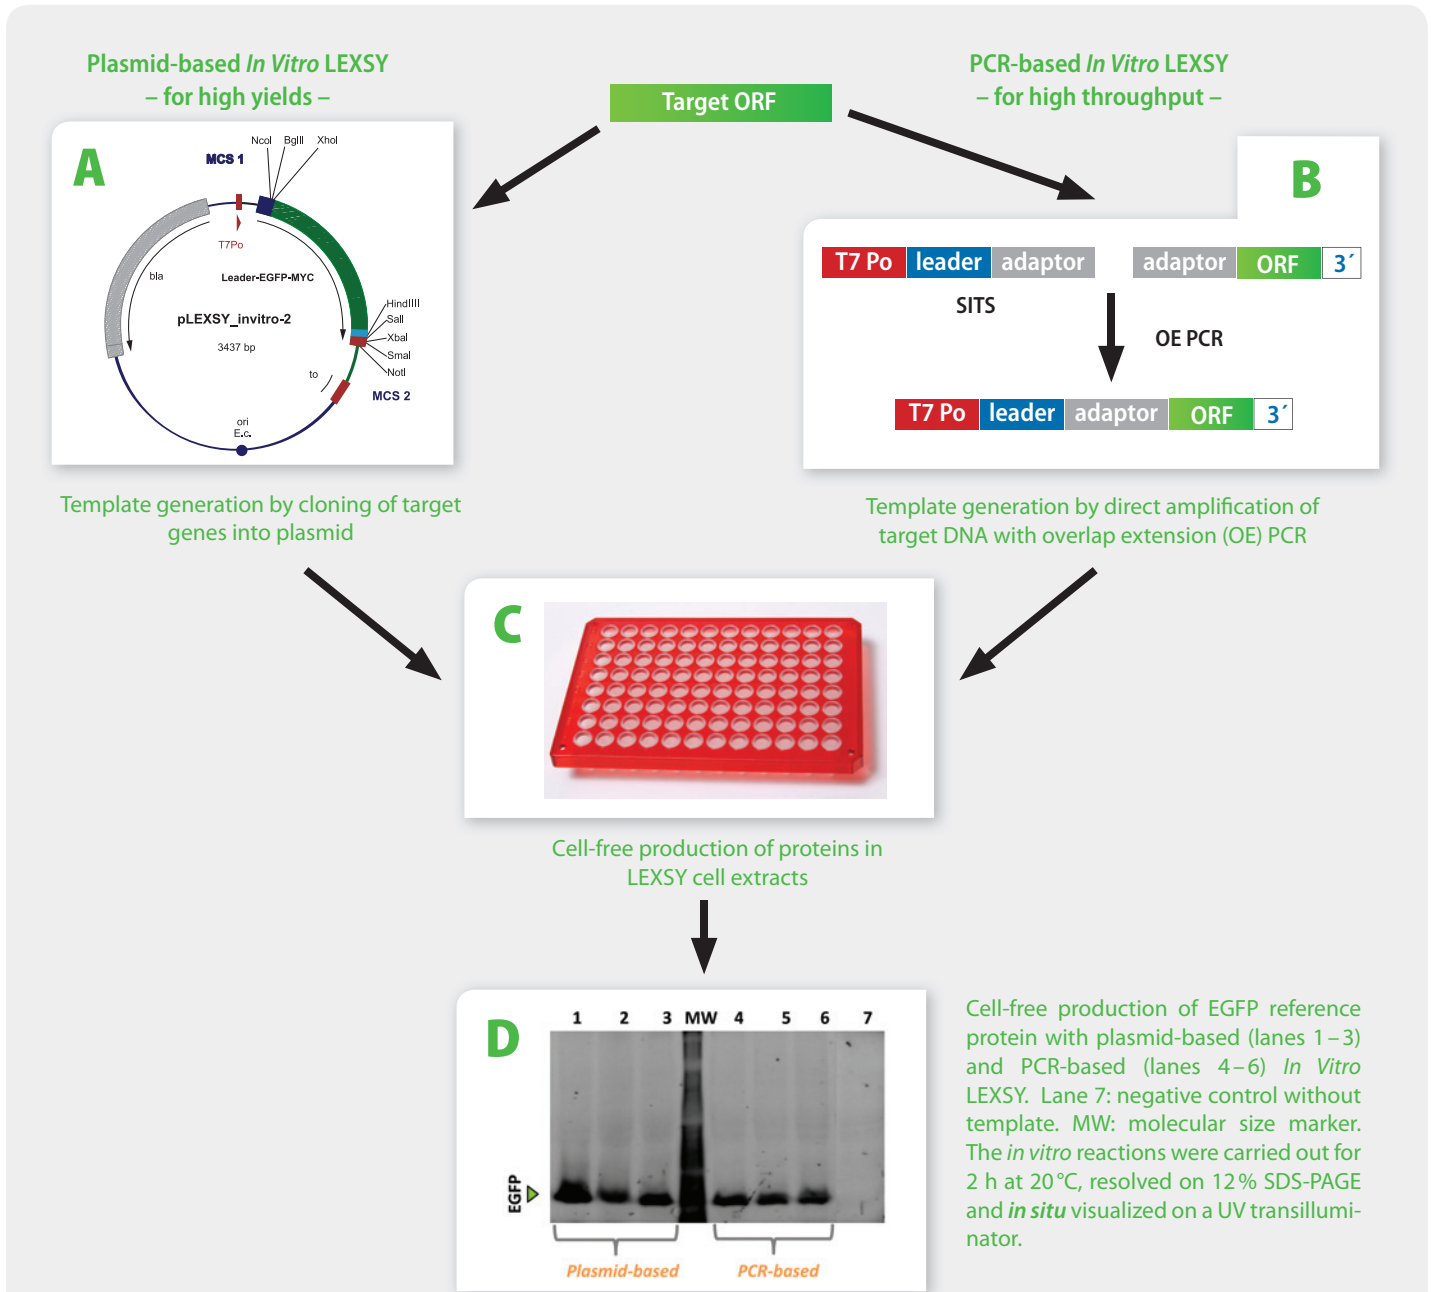 Plasmid-based In Vitro LEXSY
– for high yields –
PCR-based In Vitro LEXSY
– for high throughput –
Target ORF
A
MCS 1
NcoI
BglII
XhoI
T7Po
bla
Leader-EGFP-MYC
pLEXSY_invitro-2
3437 bp
HindIIII
SalI
XbaI
SmaI
NotI
to
MCS 2
ori
E.c.
B
T7 Po leader adaptor
adaptor ORF 3´
SITS
OE PCR
T7 Po leader adaptor ORF 3´
Template generation by cloning of target
genes into plasmid
Template generation by direct amplification of
target DNA with overlap extension (OE) PCR
C
Cell-free production of proteins in
LEXSY cell extracts
D
1 2 3 MW 4 5 6 7
EGFP
Plasmid-based
PCR-based
Cell-free production of EGFP reference
protein with plasmid-based (lanes 1–3)
and PCR-based (lanes 4–6) In Vitro
LEXSY. Lane 7: negative control without
template. MW: molecular size marker.
The in vitro reactions were carried out for
2 h at 20 °C, resolved on 12 % SDS-PAGE
and in situ visualized on a UV transillumi-
nator.